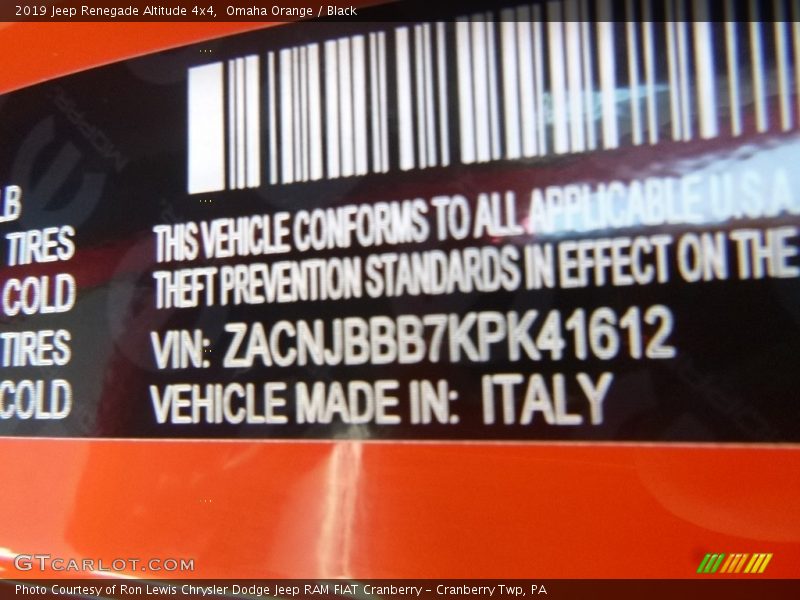 2019 Jeep Renegade Altitude 4x4, Omaha Orange / Black
MOPAR
LB
TIRES
COLD
TIRES
COLD
THIS VEHICLE CONFORMS TO ALL APPLICABLE U.S.A.
THEFT PREVENTION STANDARDS IN EFFECT ON THE
VIN: ZACNJBBB7KPK41612
VEHICLE MADE IN: ITALY
GTCARLOT.COM
Photo Courtesy of Ron Lewis Chrysler Dodge Jeep RAM FIAT Cranberry – Cranberry Twp, PA